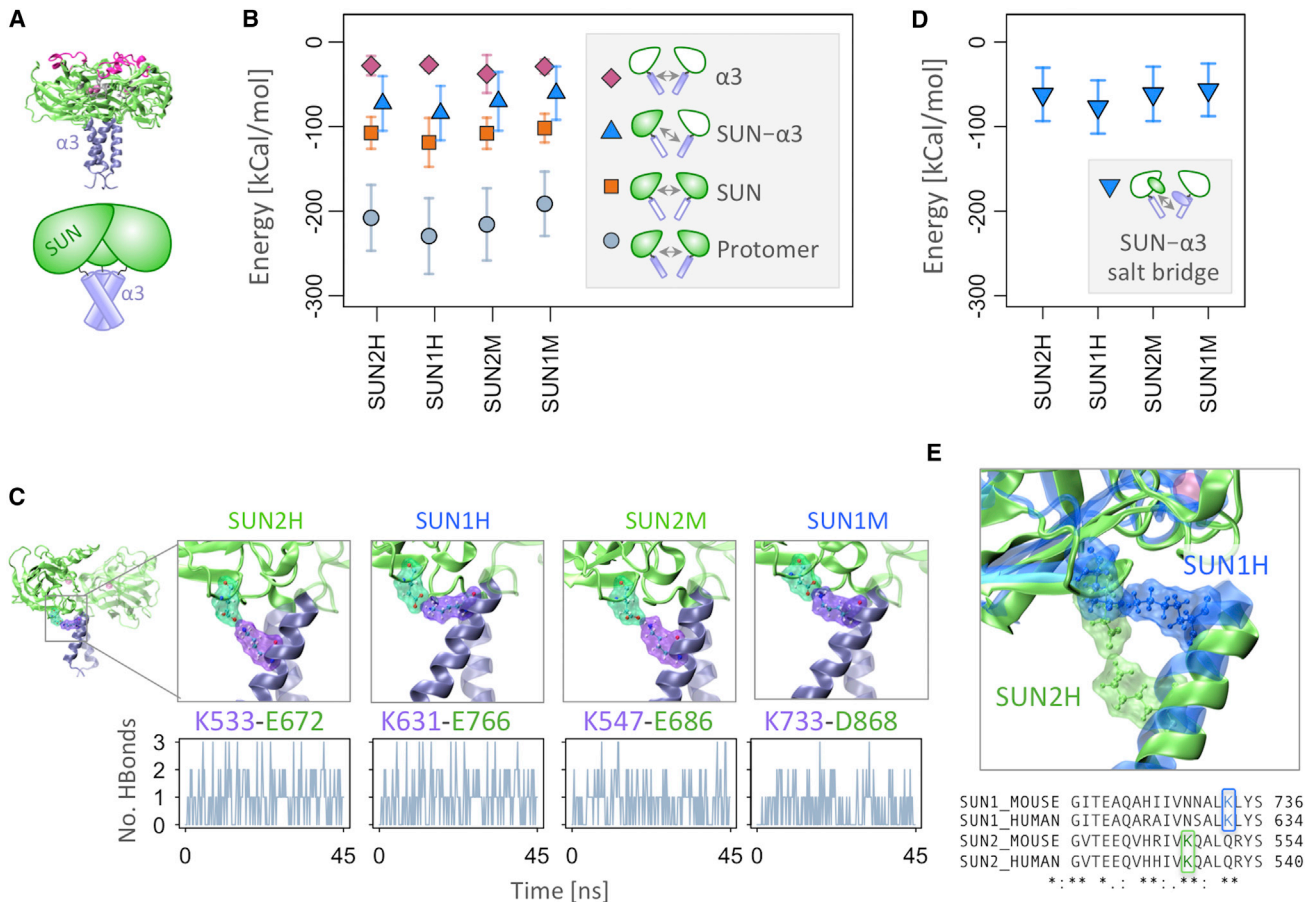 A
α3
SUN
α3
B
Energy [kCal/mol]
0
-100
-200
-300
SUN2H
SUN1H
SUN2M
SUN1M
α3
SUN-α3
SUN
Protomer
D
Energy [kCal/mol]
0
-100
-200
-300
SUN2H
SUN1H
SUN2M
SUN1M
SUN-α3
salt bridge
C
SUN2H
SUN1H
SUN2M
SUN1M
K533-E672
K631-E766
K547-E686
K733-D868
No. HBonds
3
2
1
0
0 45
0 45
0 45
0 45
Time [ns]
E
SUN1H
SUN2H
SUN1_MOUSE GITEAQAHIIVNNALKLYS 736
SUN1_HUMAN GITEAQARAIVNSALKLYS 634
SUN2_MOUSE GVTEEQVHRIVKQALQRYS 554
SUN2_HUMAN GVTEEQVHHIVKQALQRYS 540
*:** *.: **:.**: **